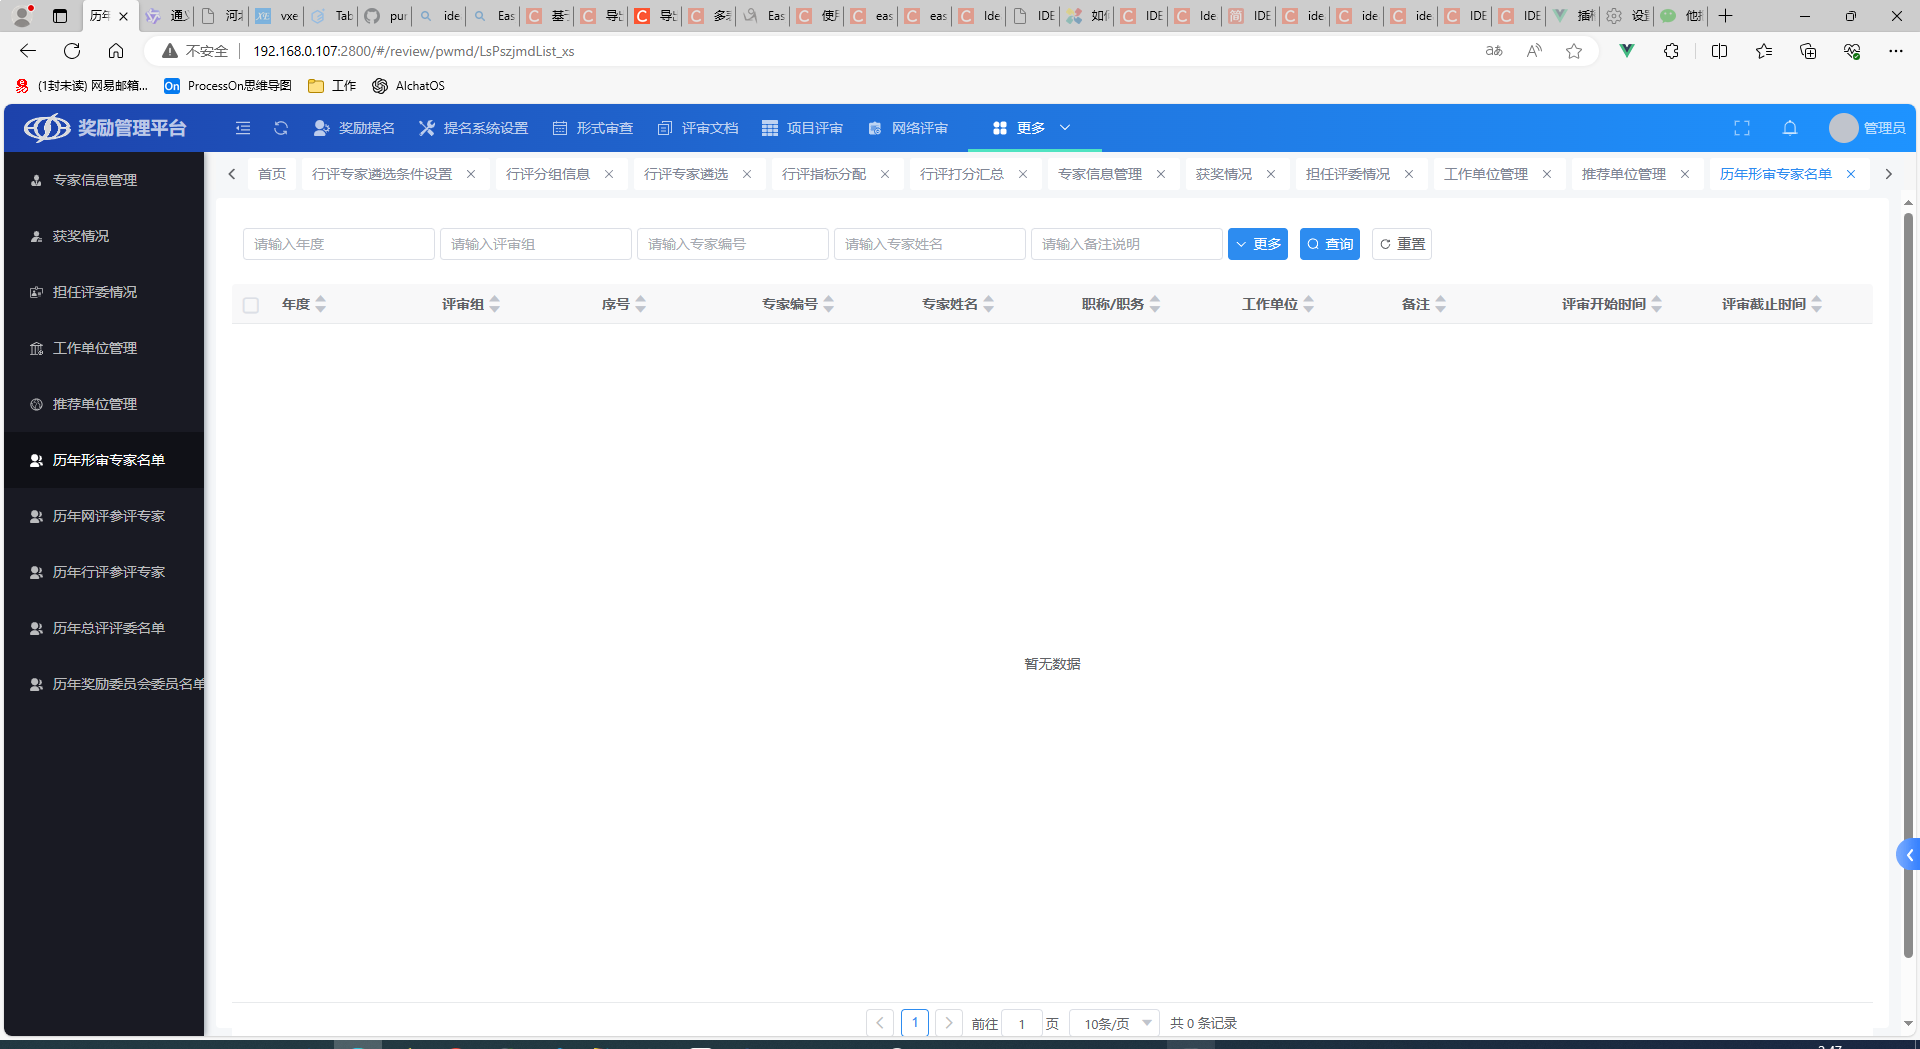 历年 通义 河北 vxe Tab pur ide Eas 基于 导出 导出 多표 Eas 使用 eas eas Ide IDE 如何 IDE Ide IDE ide ide ide IDE IDE 插槽 设置 他拒
不安全 192.168.0.107:2800/#/review/pwmd/LsPszjmdList_xs
(1封未读) 网易邮箱... On ProcessOn思维导图 工作 AIchatOS
奖励管理平台 奖励提名 提名系统设置 形式审查 评审文档 项目评审 网络评审 更多 管理员
首页 行评专家遴选条件设置 行评分组信息 行评专家遴选 行评指标分配 行评打分汇总 专家信息管理 获奖情况 担任评委情况 工作单位管理 推荐单位管理 历年形审专家名单
专家信息管理
获奖情况
担任评委情况
工作单位管理
推荐单位管理
历年形审专家名单
历年网评参评专家
历年行评参评专家
历年总评评委名单
历年奖励委员会委员名单
请输入年度 请输入评审组 请输入专家编号 请输入专家姓名 请输入备注说明 更多 查询 重置
年度 评审组 序号 专家编号 专家姓名 职称/职务 工作单位 备注 评审开始时间 评审截止时间
暂无数据
1 前往 1 页 10条/页 共 0 条记录